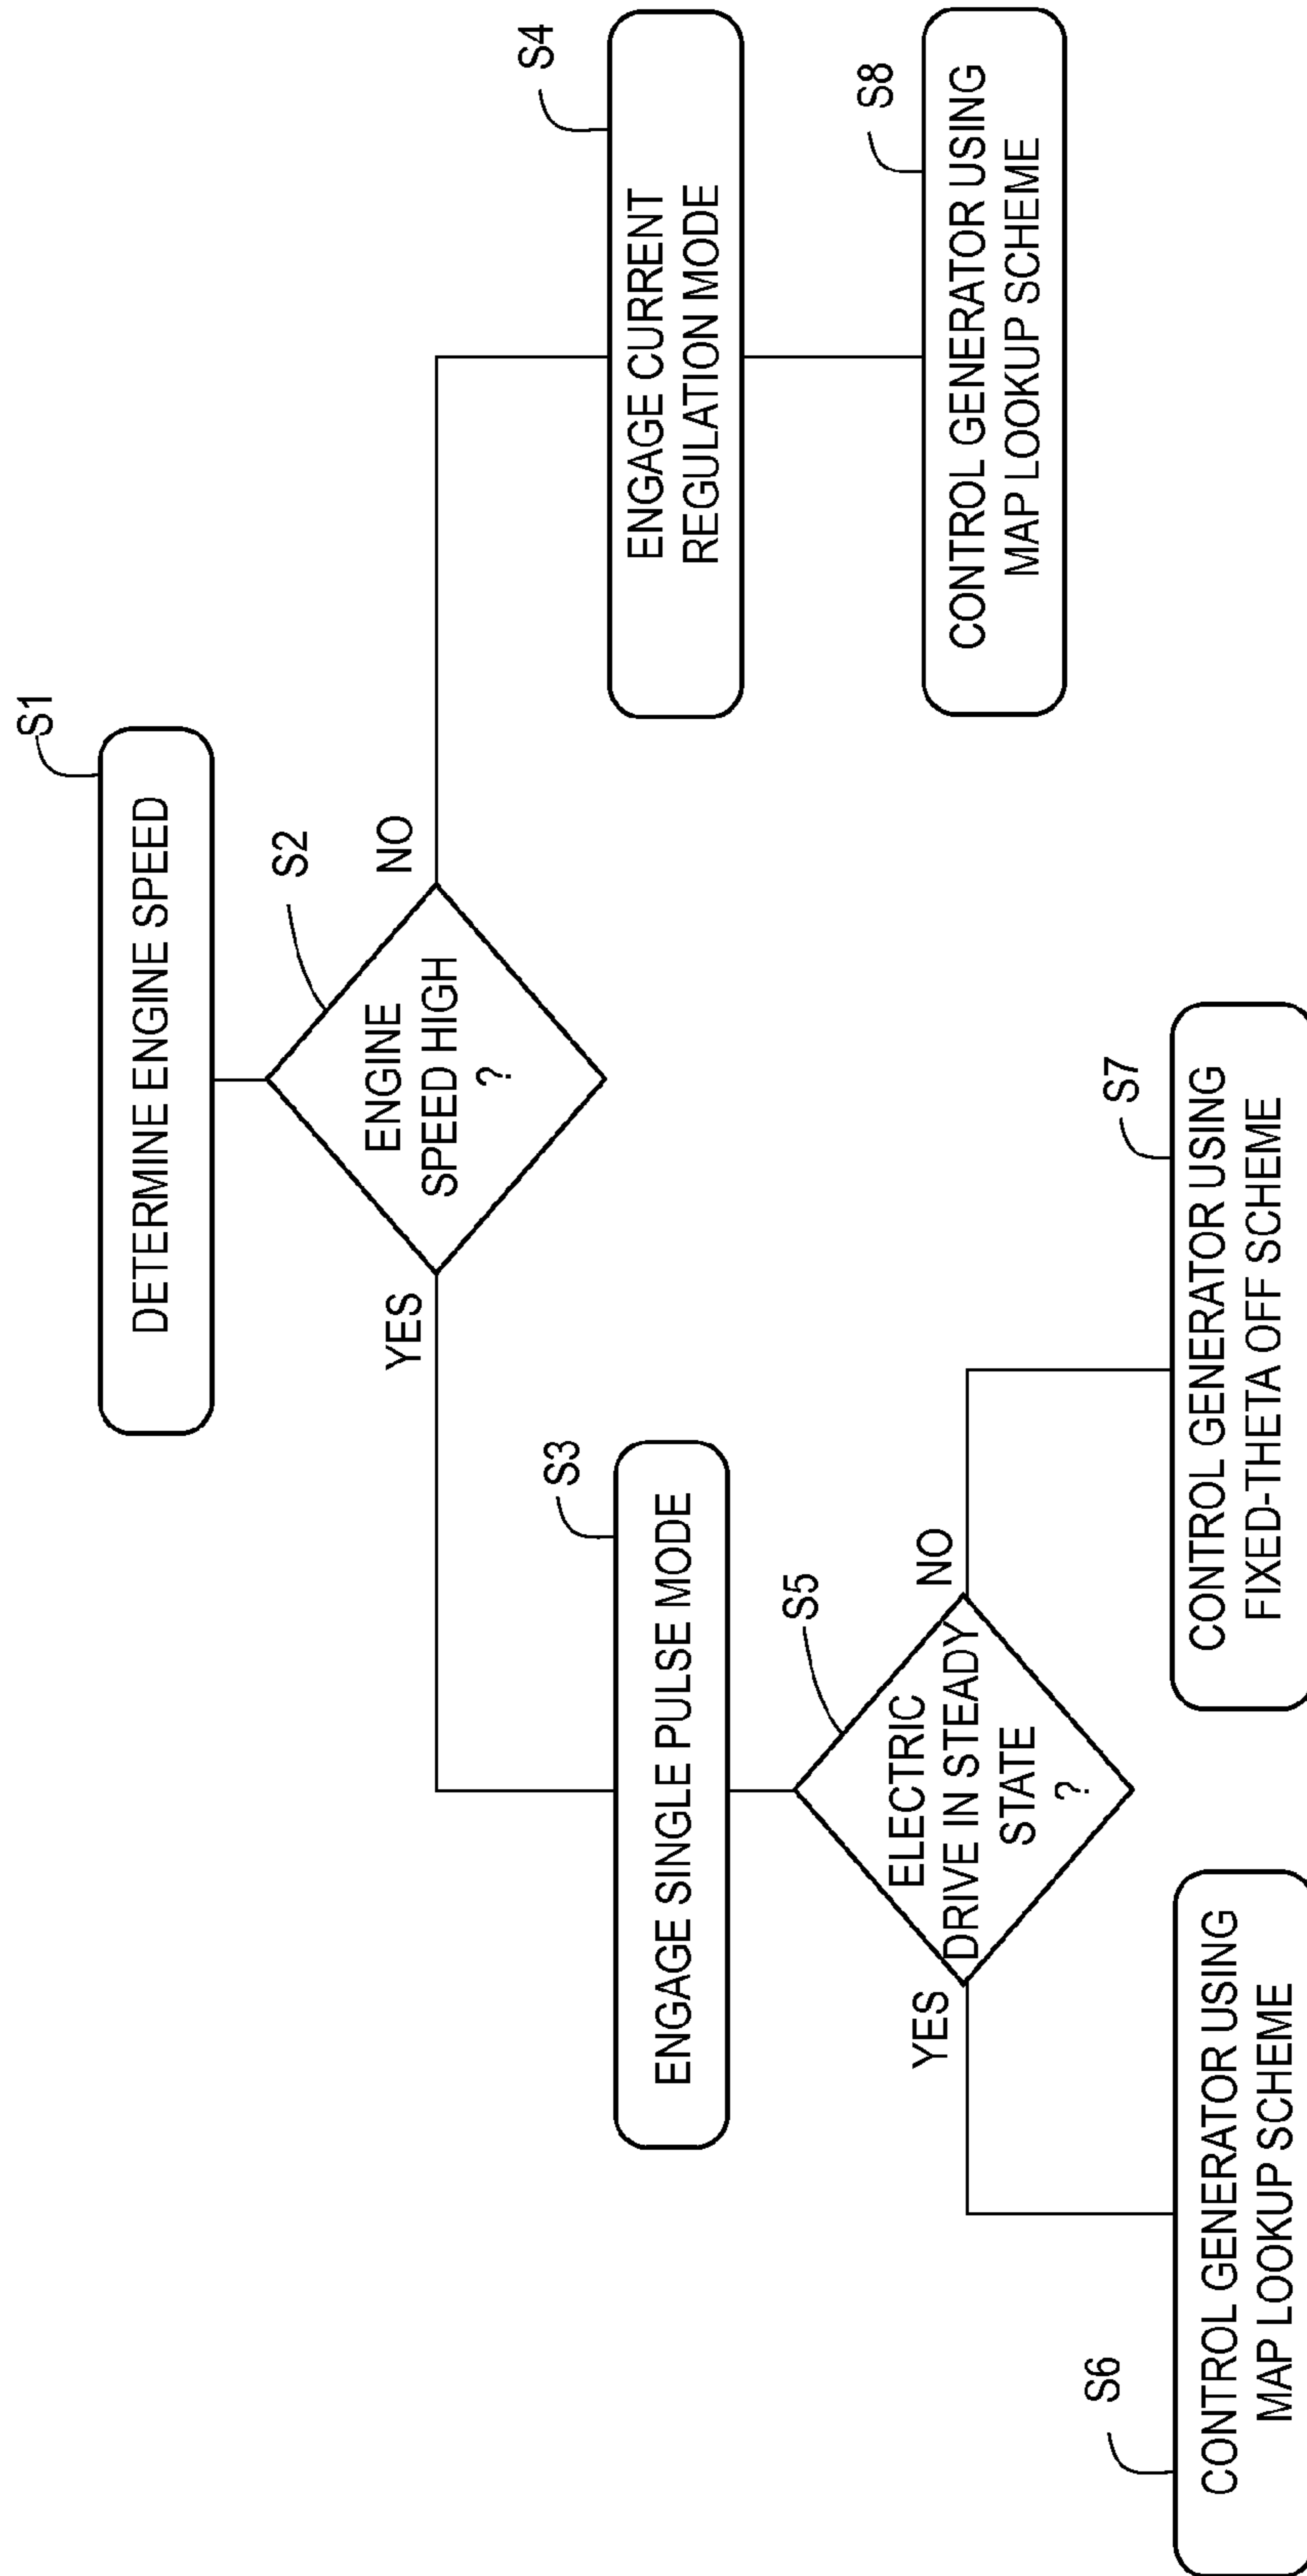 S1
DETERMINE ENGINE SPEED
S2
ENGINE
SPEED HIGH
?
YES
NO
S3
ENGAGE SINGLE PULSE MODE
S4
ENGAGE CURRENT
REGULATION MODE
S5
ELECTRIC
DRIVE IN STEADY
STATE
?
YES
NO
S8
CONTROL GENERATOR USING
MAP LOOKUP SCHEME
S6
CONTROL GENERATOR USING
MAP LOOKUP SCHEME
S7
CONTROL GENERATOR USING
FIXED-THETA OFF SCHEME